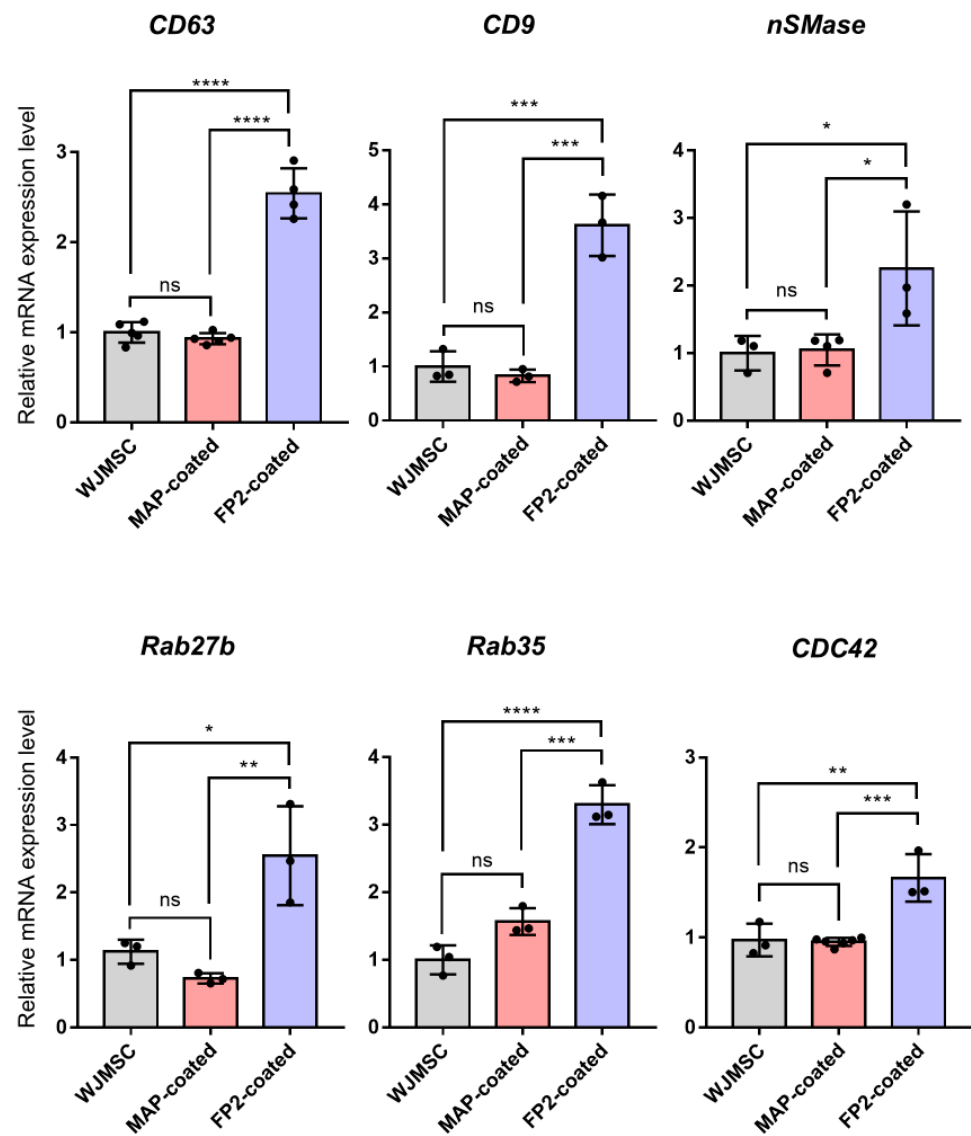 CD63 CD9 nSMase
Relative mRNA expression level
****
****
ns
3
2
1
0
WJMSC
MAP-coated
FP2-coated
***
***
ns
5
4
3
2
1
0
WJMSC
MAP-coated
FP2-coated
*
*
ns
4
3
2
1
0
WJMSC
MAP-coated
FP2-coated
Rab27b Rab35 CDC42
Relative mRNA expression level
*
**
ns
4
3
2
1
0
WJMSC
MAP-coated
FP2-coated
****
***
ns
4
3
2
1
0
WJMSC
MAP-coated
FP2-coated
**
***
ns
3
2
1
0
WJMSC
MAP-coated
FP2-coated